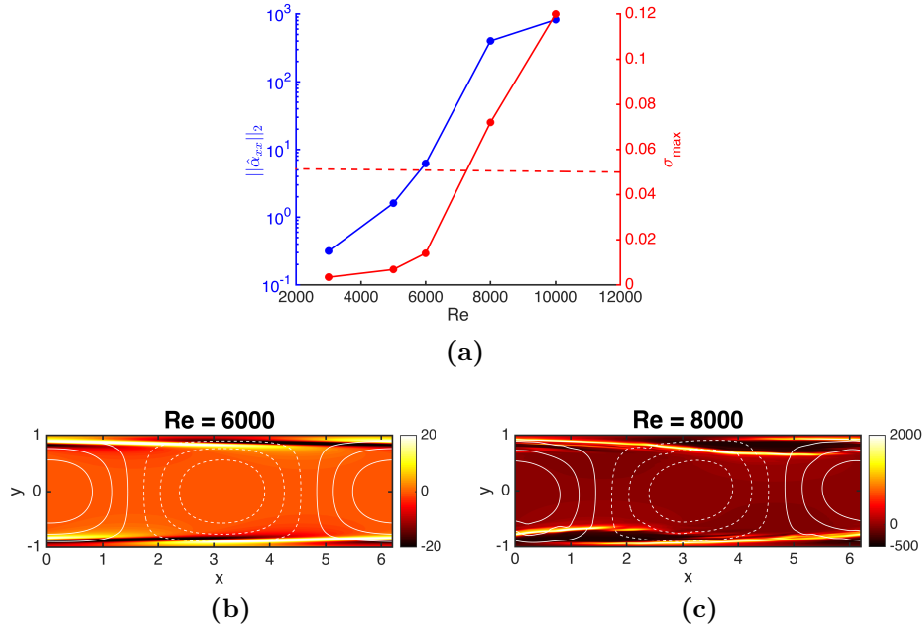 10^3
10^2
10^1
10^0
10^-1
||α̂_xx||_2
0.12
0.1
0.08
0.06
0.04
0.02
0
σ_max
2000 4000 6000 8000 10000 12000
Re
(a)
Re = 6000
1
0
-1
y
0 1 2 3 4 5 6
x
20
0
-20
(b)
Re = 8000
1
0
-1
y
0 1 2 3 4 5 6
x
2000
0
-500
(c)